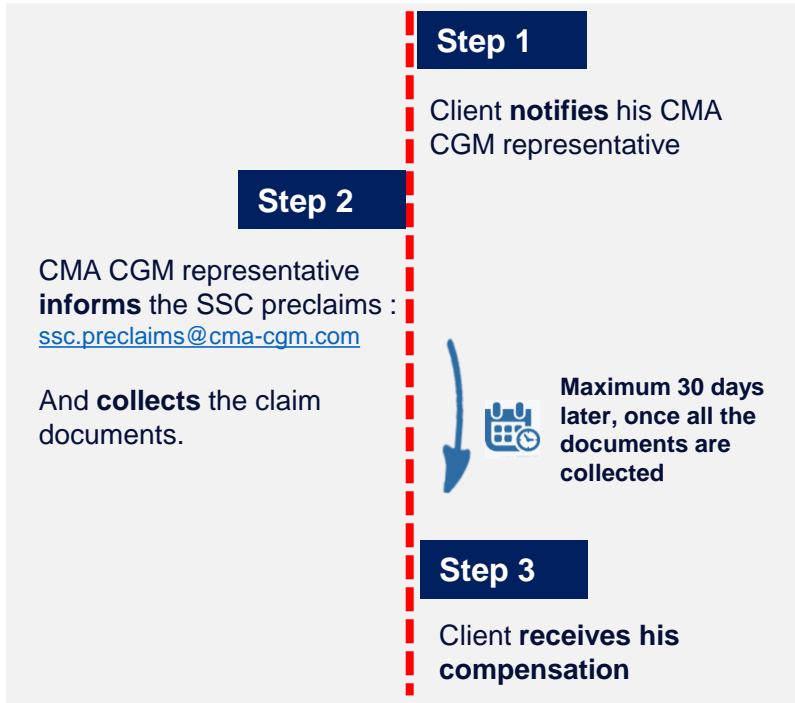 Step 1
Client notifies his CMA
CGM representative
Step 2
CMA CGM representative
informs the SSC preclaims :
ssc.preclaims@cma-cgm.com
And collects the claim
documents.
Maximum 30 days
later, once all the
documents are
collected
Step 3
Client receives his
compensation